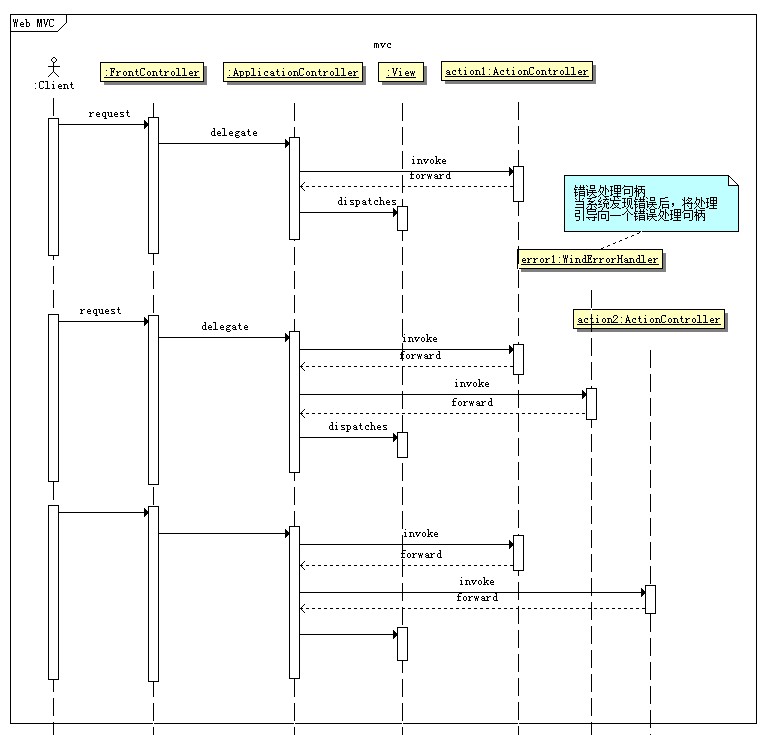 Web MVC
mvc
:Client
:FrontController
:ApplicationController
:View
action1:ActionController
request
delegate
invoke
forward
dispatches
错误处理句柄
当系统发现错误后，将处理
引导向一个错误处理句柄
error1:WindErrorHandler
action2:ActionController
request
delegate
invoke
forward
invoke
forward
dispatches
invoke
forward
invoke
forward